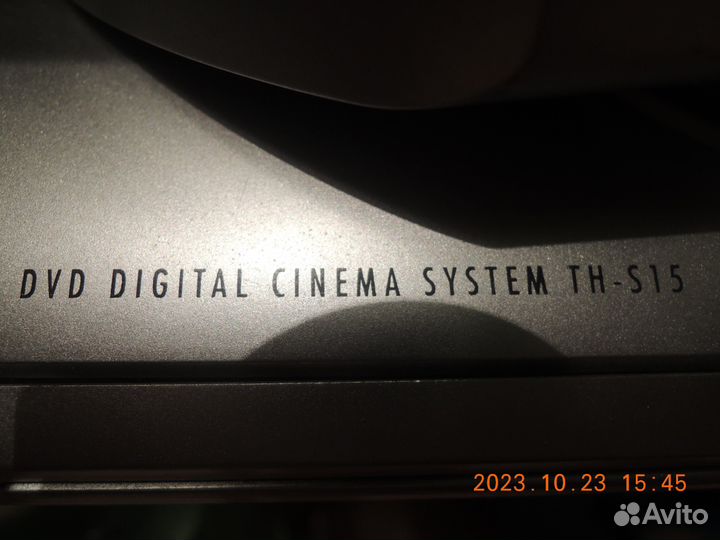 DVD DIGITAL CINEMA SYSTEM TH-S15
2023.10.23 15:45
Avito